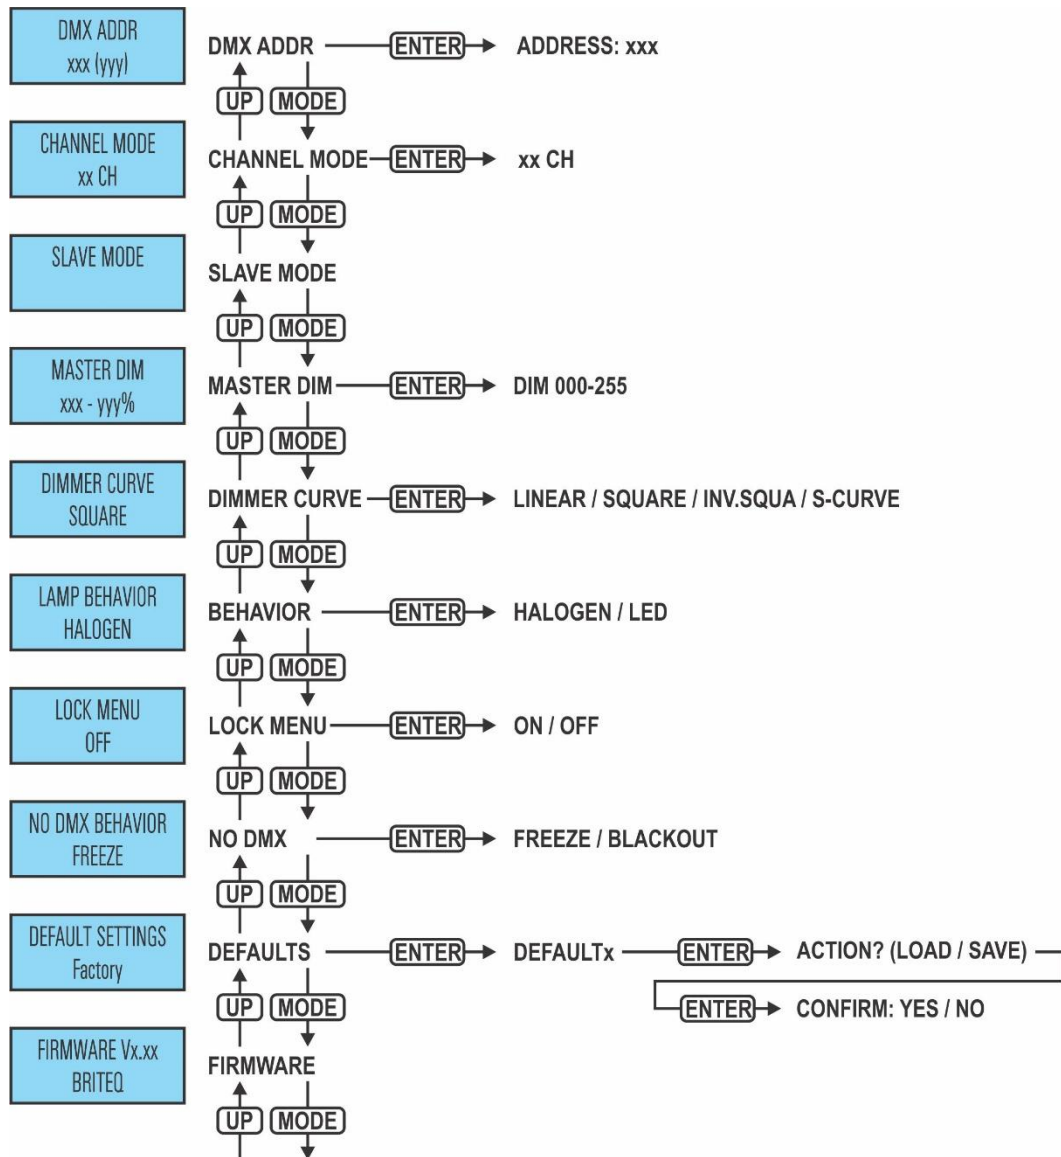 DMX ADDR
xxx (yyy)
DMX ADDR ENTER ADDRESS: xxx
UP MODE
CHANNEL MODE
xx CH
CHANNEL MODE ENTER xx CH
UP MODE
SLAVE MODE
SLAVE MODE
UP MODE
MASTER DIM
xxx - yyy%
MASTER DIM ENTER DIM 000-255
UP MODE
DIMMER CURVE
SQUARE
DIMMER CURVE ENTER LINEAR / SQUARE / INV.SQUA / S-CURVE
UP MODE
LAMP BEHAVIOR
HALOGEN
BEHAVIOR ENTER HALOGEN / LED
UP MODE
LOCK MENU
OFF
LOCK MENU ENTER ON / OFF
UP MODE
NO DMX BEHAVIOR
FREEZE
NO DMX ENTER FREEZE / BLACKOUT
UP MODE
DEFAULT SETTINGS
Factory
DEFAULTS ENTER DEFAULTx ENTER ACTION? (LOAD / SAVE)
UP MODE ENTER CONFIRM: YES / NO
FIRMWARE Vx.xx
BRITEQ
FIRMWARE
UP MODE